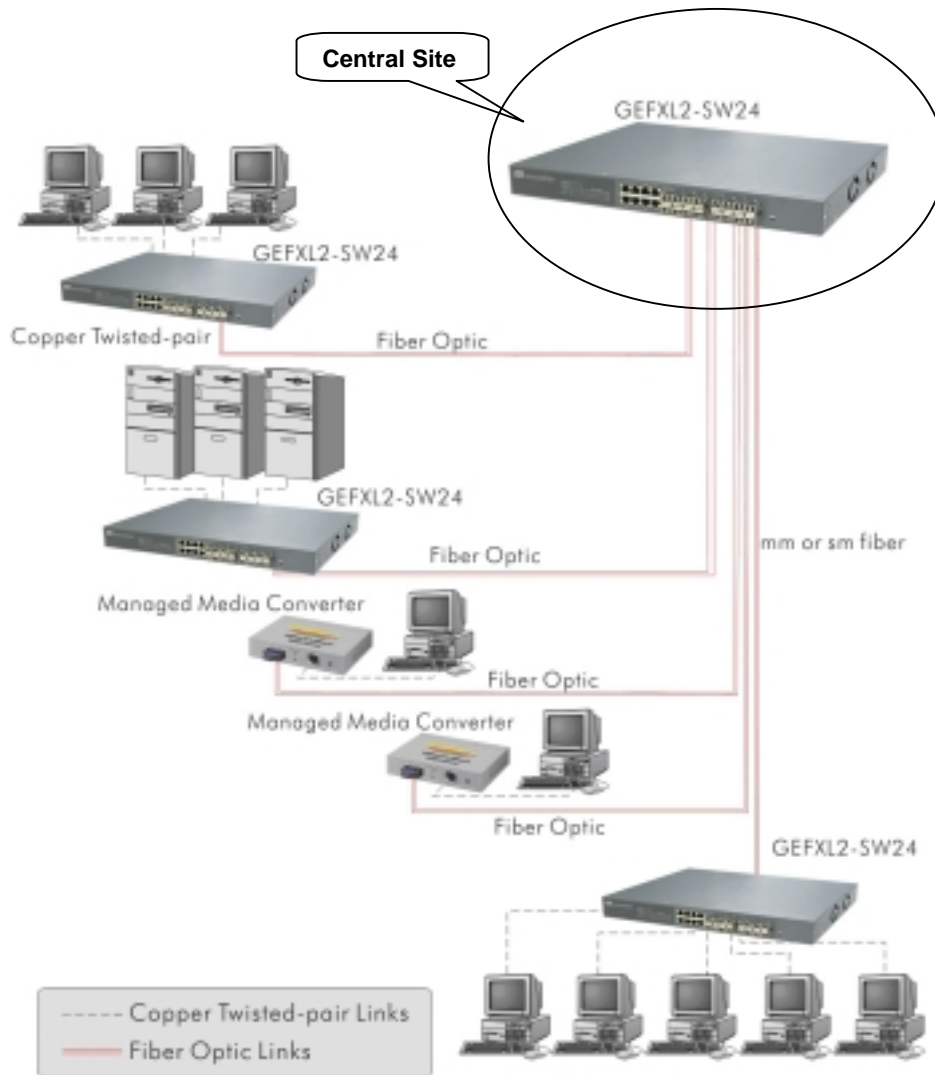 Central Site
GEFXL2-SW24
GEFXL2-SW24
Copper Twisted-pair
Fiber Optic
GEFXL2-SW24
Fiber Optic
mm or sm fiber
Managed Media Converter
Fiber Optic
Managed Media Converter
Fiber Optic
GEFXL2-SW24
Copper Twisted-pair Links
Fiber Optic Links